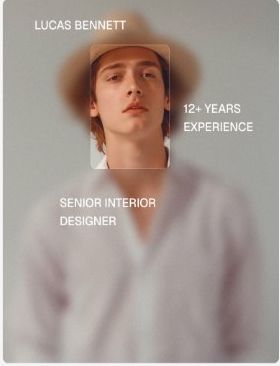 LUCAS BENNETT
12+ YEARS
EXPERIENCE
SENIOR INTERIOR
DESIGNER